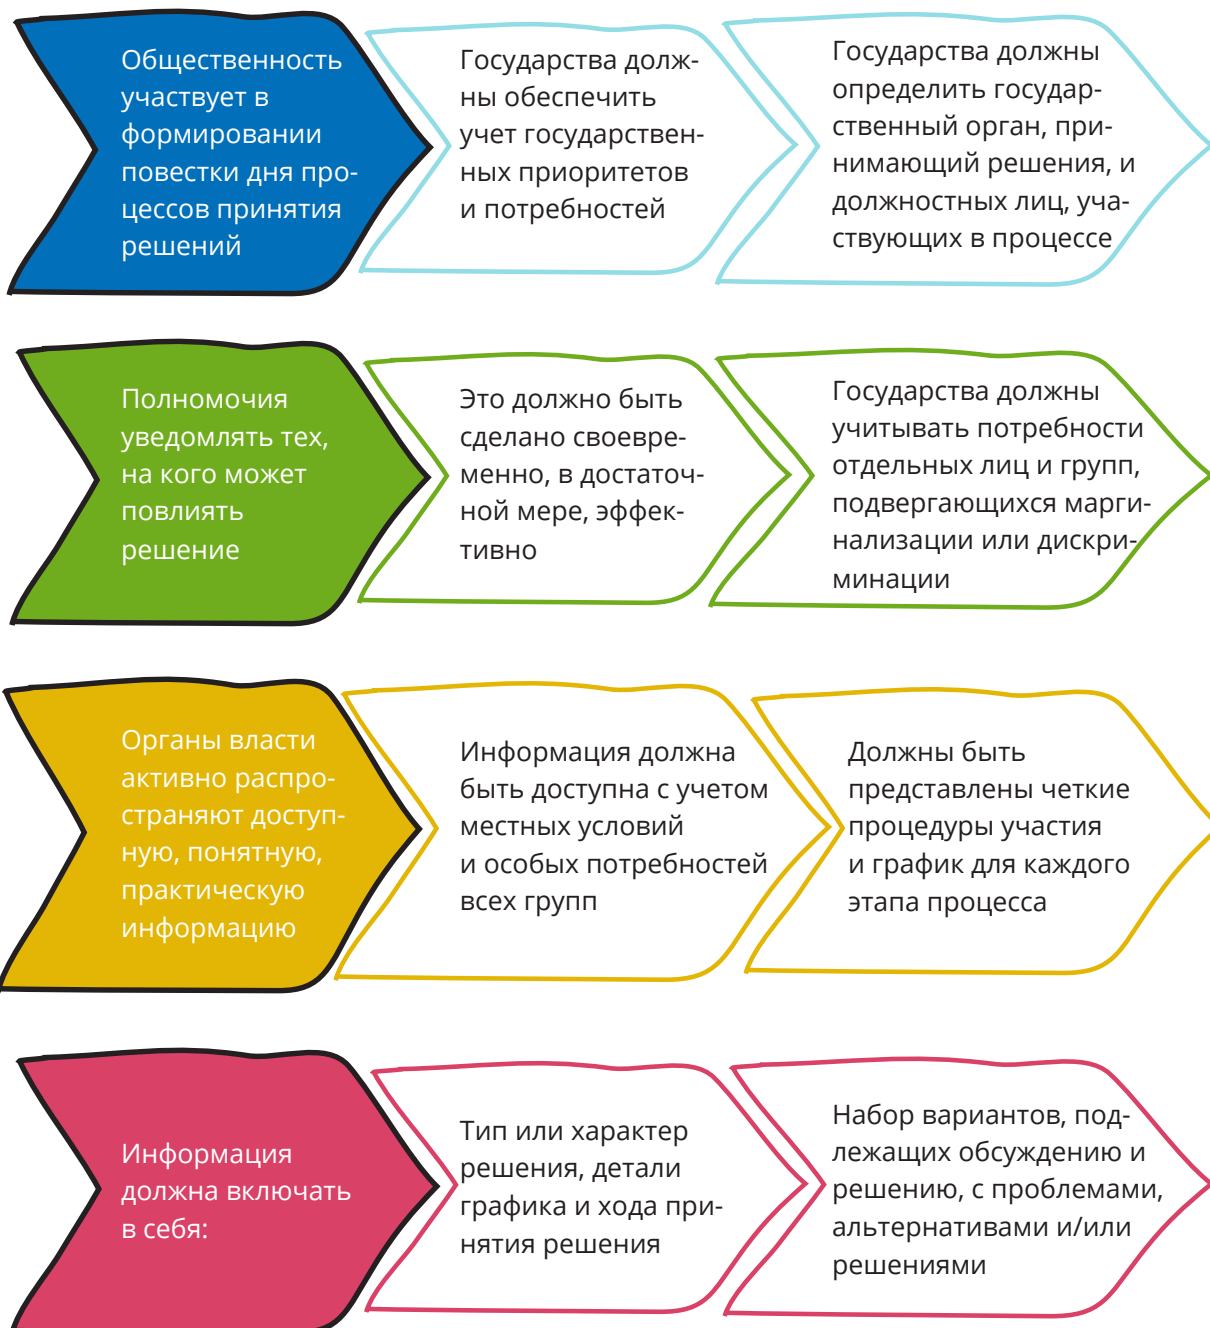 Общественность
участвует в
формировании
повестки дня про-
цессов принятия
решений
Государства долж-
ны обеспечить
учет государствен-
ных приоритетов
и потребностей
Государства должны
определить государ-
ственный орган, при-
нимающий решения, и
должностных лиц, уча-
ствующих в процессе
Полномочия
уведомлять тех,
на кого может
повлиять
решение
Это должно быть
сделано своевре-
менно, в достаточ-
ной мере, эффек-
тивно
Государства должны
учитывать потребности
отдельных лиц и групп,
подвергающихся марги-
нализации или дискри-
минации
Органы власти
активно распро-
страняют доступ-
ную, понятную,
практическую
информацию
Информация должна
быть доступна с учетом
местных условий
и особых потребностей
всех групп
Должны быть
представлены четкие
процедуры участия
и график для каждого
этапа процесса
Информация
должна включать
в себя:
Тип или характер
решения, детали
графика и хода при-
нятия решения
Набор вариантов, под-
лежащих обсуждению и
решению, с проблемами,
альтернативами и/или
решениями